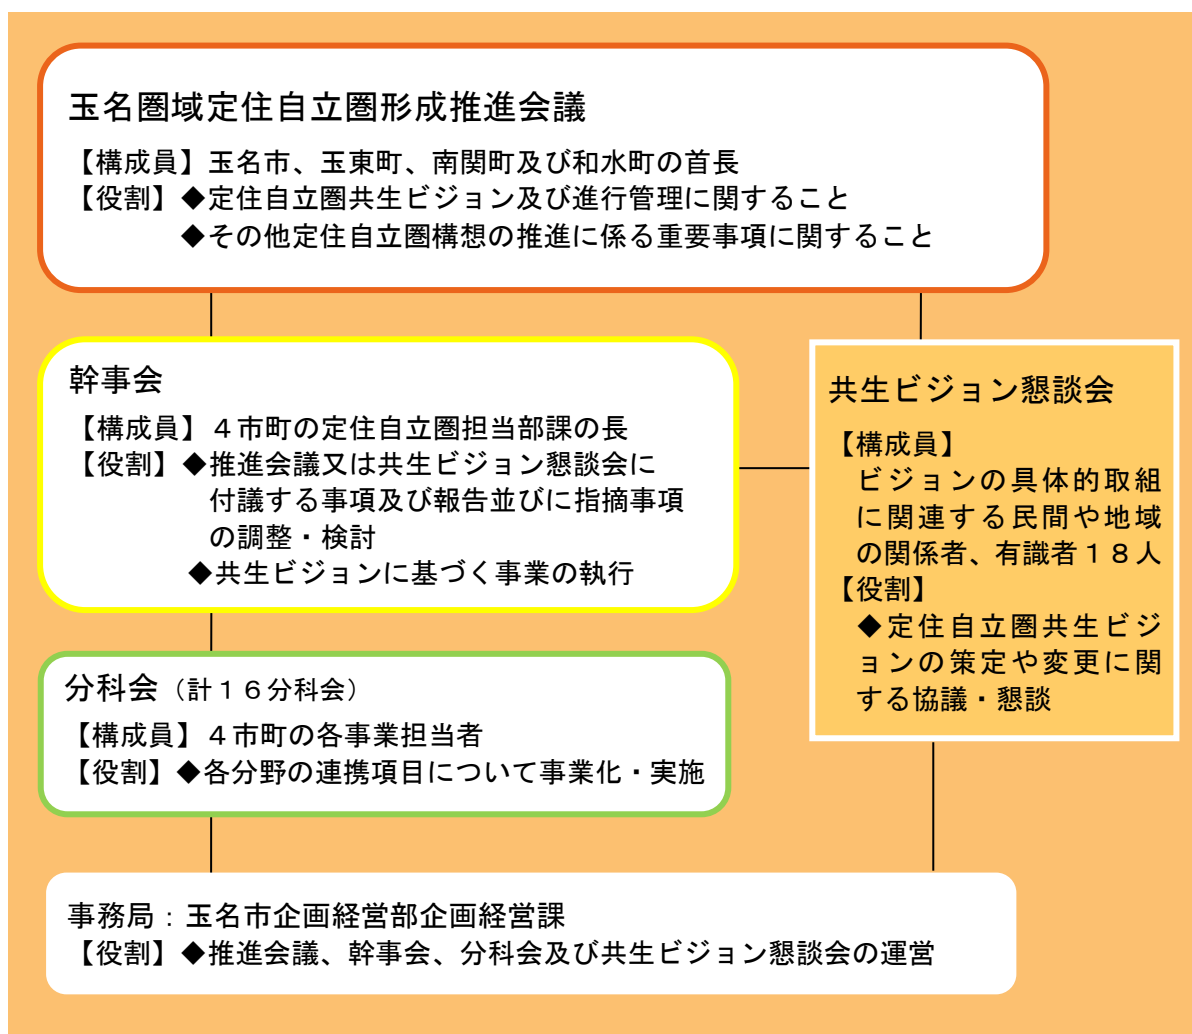 玉名圏域定住自立圏形成推進会議
【構成員】玉名市、玉東町、南関町及び和水町の首長
【役割】◆定住自立圏共生ビジョン及び進行管理に関すること
◆その他定住自立圏構想の推進に係る重要事項に関すること
幹事会
【構成員】４市町の定住自立圏担当部課の長
【役割】◆推進会議又は共生ビジョン懇談会に
付議する事項及び報告並びに指摘事項
の調整・検討
◆共生ビジョンに基づく事業の執行
共生ビジョン懇談会
【構成員】
ビジョンの具体的取組
に関連する民間や地域
の関係者、有識者１８人
【役割】
◆定住自立圏共生ビジ
ョンの策定や変更に関
する協議・懇談
分科会（計１６分科会）
【構成員】４市町の各事業担当者
【役割】◆各分野の連携項目について事業化・実施
事務局：玉名市企画経営部企画経営課
【役割】◆推進会議、幹事会、分科会及び共生ビジョン懇談会の運営